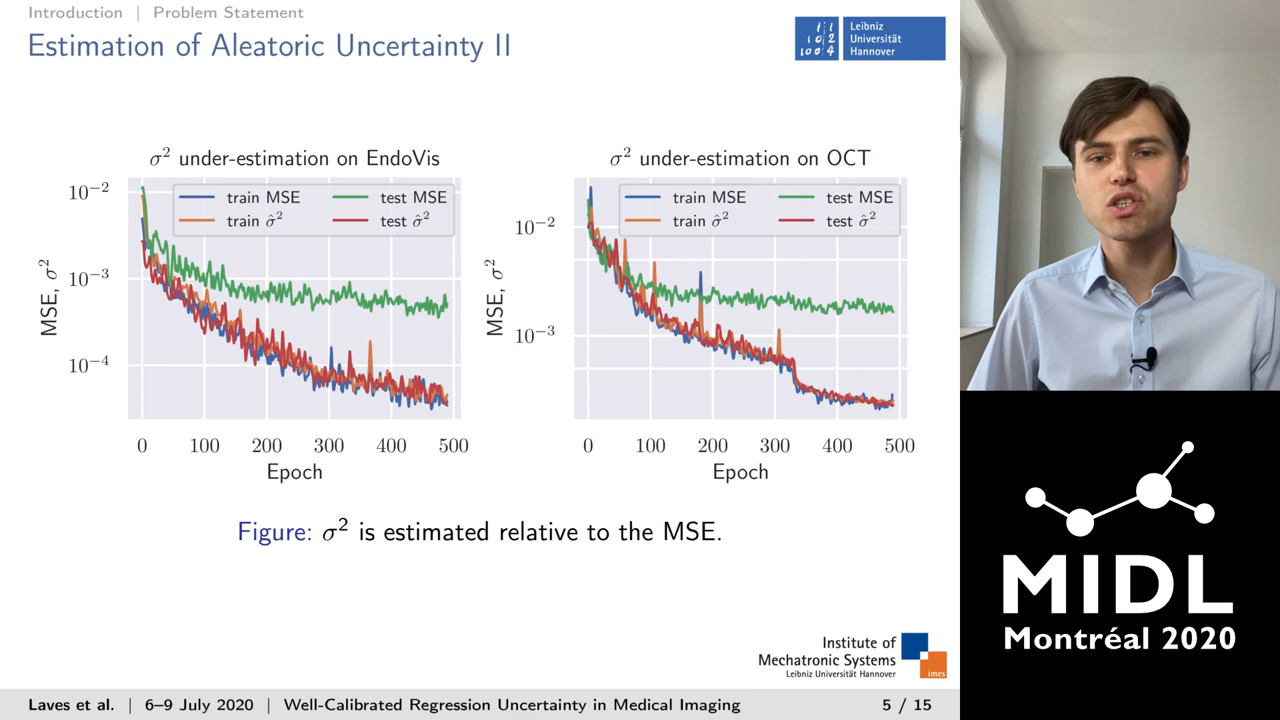 Introduction | Problem Statement
Estimation of Aleatoric Uncertainty II
Leibniz
Universität
Hannover
σ² under-estimation on EndoVis
train MSE
test MSE
train σ̂²
test σ̂²
10⁻²
10⁻³
10⁻⁴
MSE, σ²
0 100 200 300 400 500
Epoch
σ² under-estimation on OCT
train MSE
test MSE
train σ̂²
test σ̂²
10⁻²
10⁻³
MSE, σ²
0 100 200 300 400 500
Epoch
Figure: σ² is estimated relative to the MSE.
Institute of
Mechatronic Systems
Leibniz Universität Hannover
imes
Laves et al. | 6–9 July 2020 | Well-Calibrated Regression Uncertainty in Medical Imaging 5 / 15
MIDL
Montréal 2020